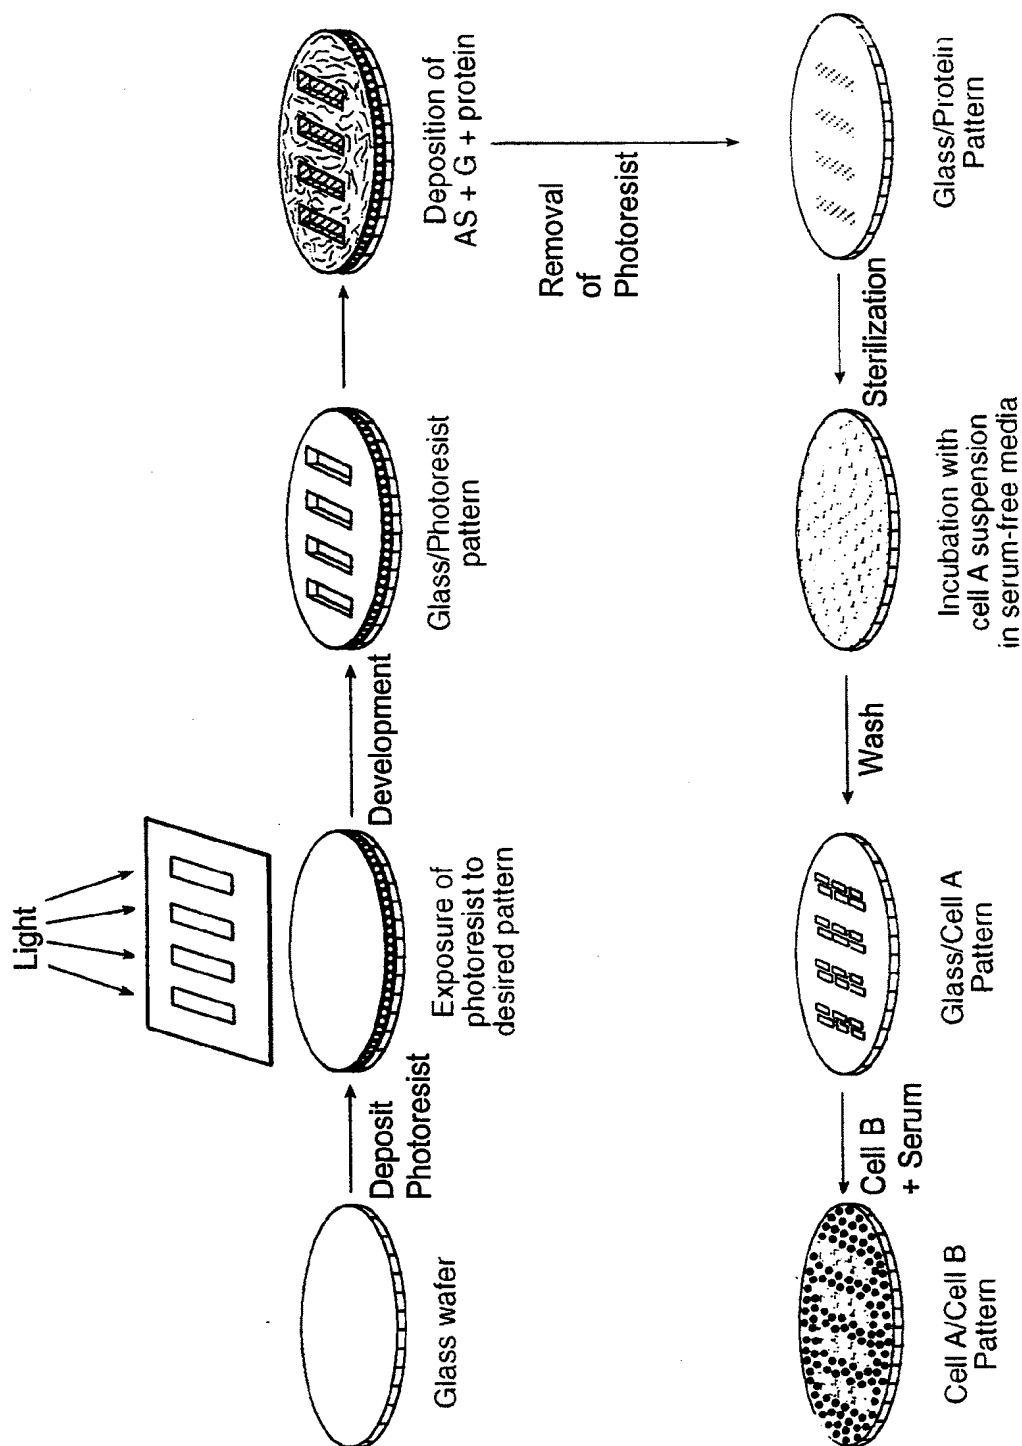 Light
Glass wafer
Deposit
Photoresist
Exposure of
photoresist to
desired pattern
Development
Glass/Photoresist
pattern
Deposition of
AS + G + protein
Removal
of
Photoresist
Glass/Protein
Pattern
Sterilization
Incubation with
cell A suspension
in serum-free media
Wash
Glass/Cell A
Pattern
Cell B
+ Serum
Cell A/Cell B
Pattern